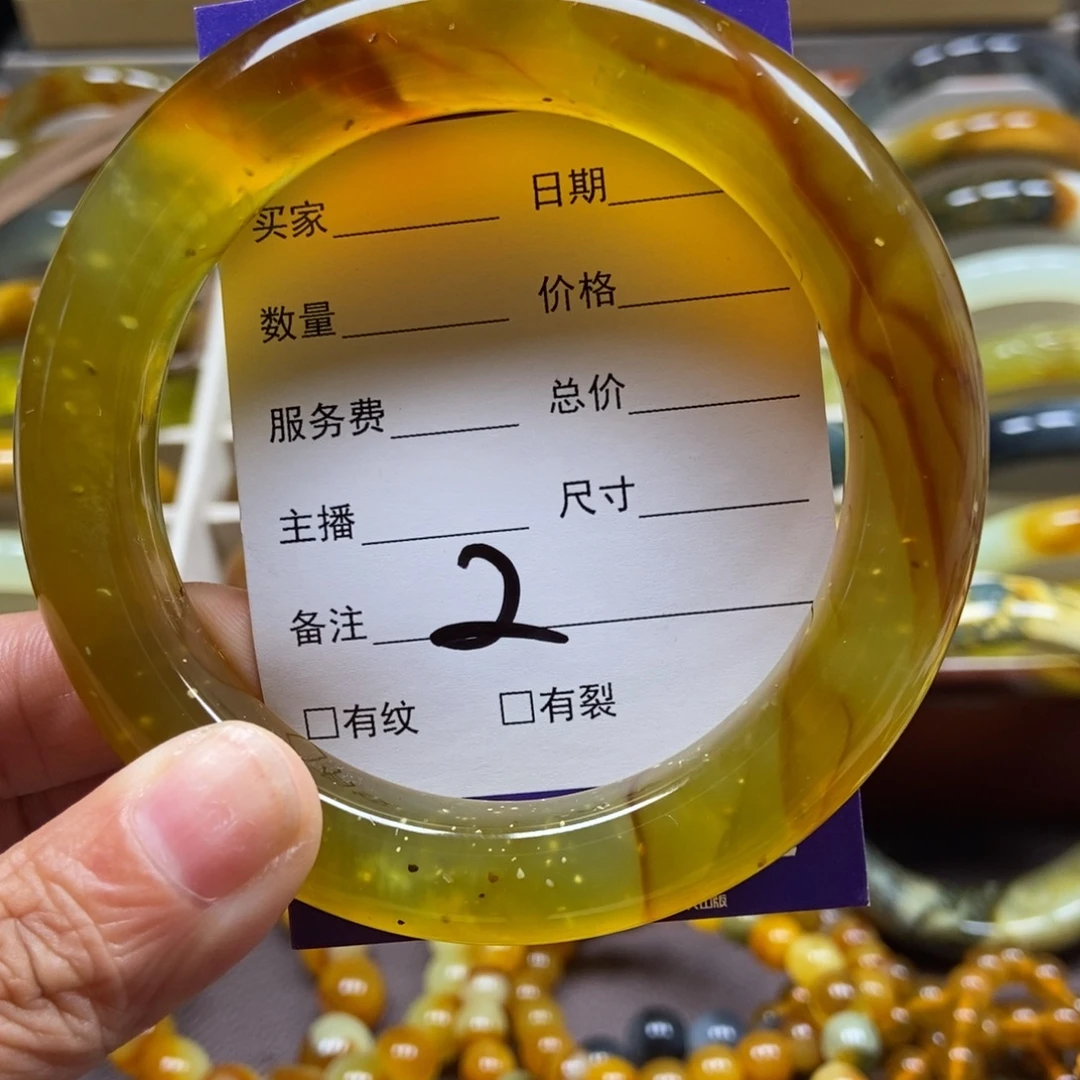 买家 日期
数量 价格
服务费 总价
主播 尺寸
备注 2
□有纹 □有裂